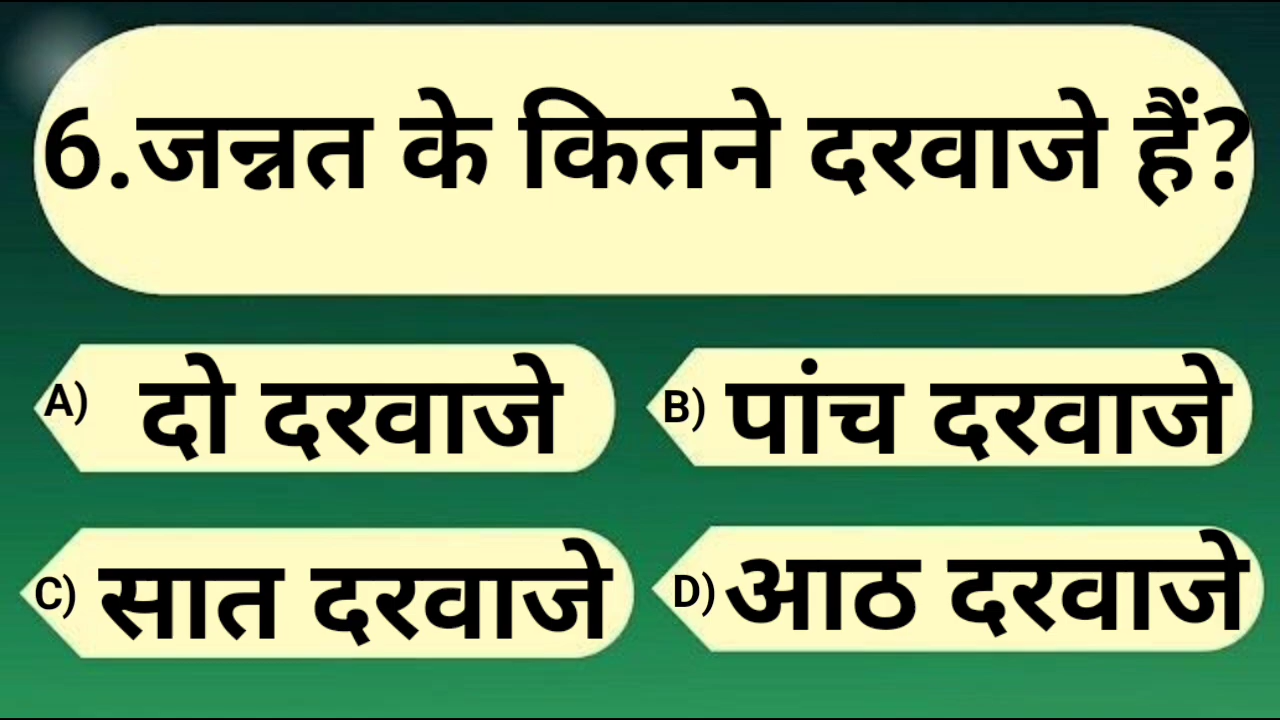 6.जन्नत के कितने दरवाजे हैं?
A) दो दरवाजे
B) पांच दरवाजे
C) सात दरवाजे
D) आठ दरवाजे